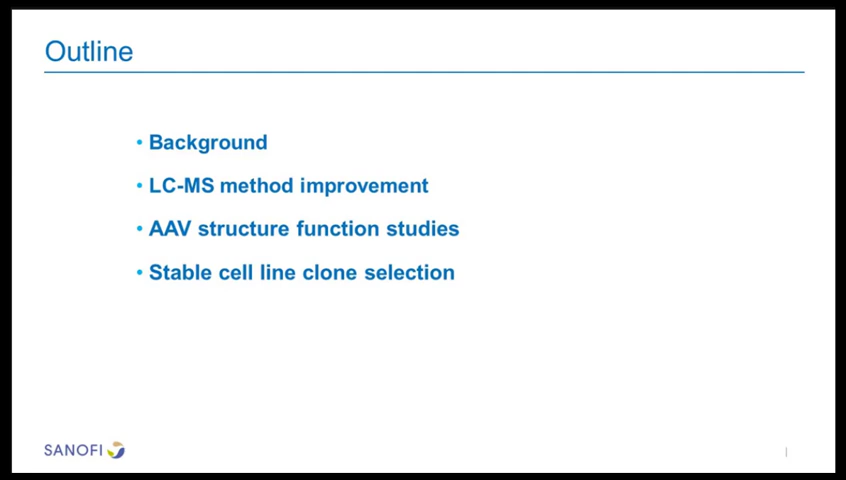 Outline
• Background
• LC-MS method improvement
• AAV structure function studies
• Stable cell line clone selection
SANOFI
|